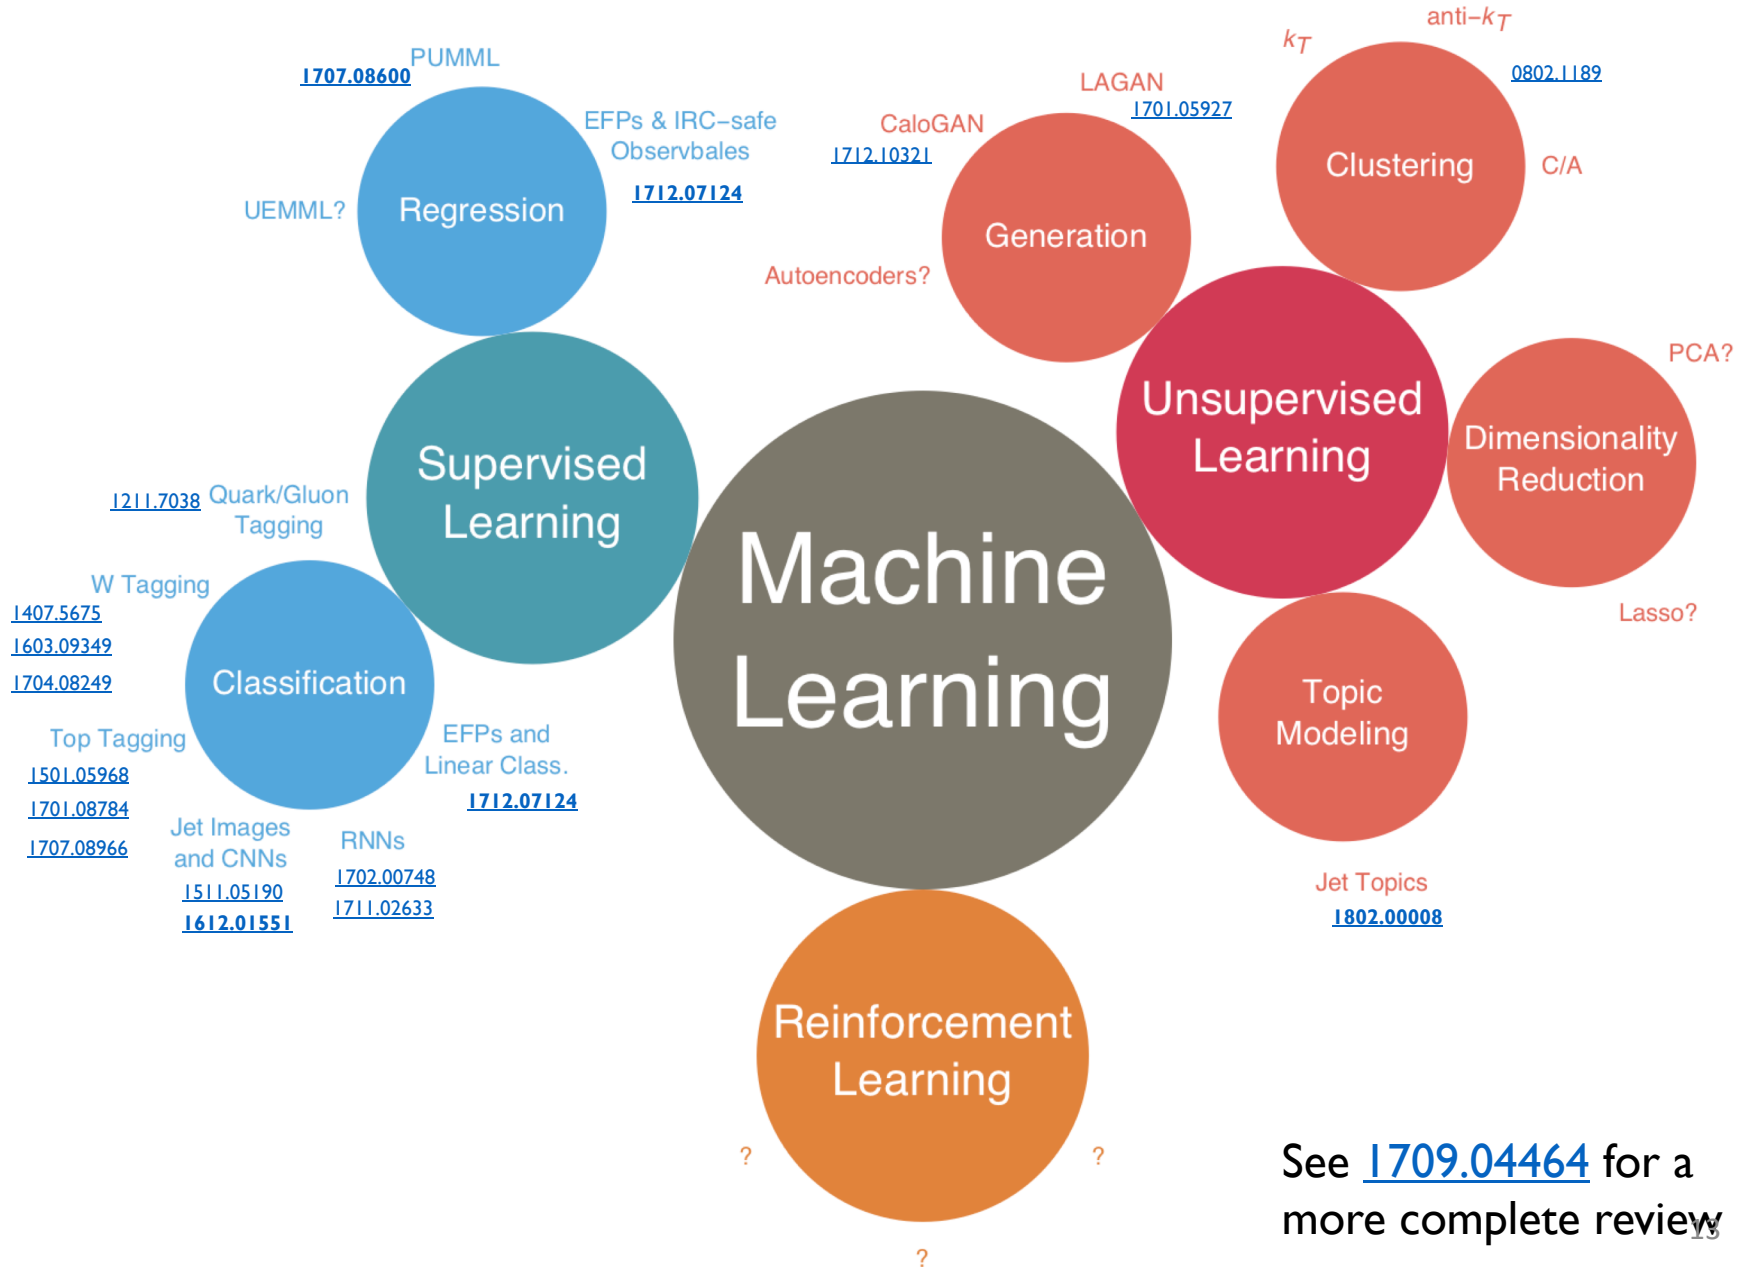 PUMML
1707.08600
EFPs & IRC–safe
Observbales
1712.07124
UEMML?
Regression
Supervised
Learning
1211.7038 Quark/Gluon
Tagging
W Tagging
1407.5675
1603.09349
1704.08249
Classification
Top Tagging
1501.05968
1701.08784
1707.08966
Jet Images
and CNNs
1511.05190
1612.01551
RNNs
1702.00748
1711.02633
EFPs and
Linear Class.
1712.07124
Machine
Learning
LAGAN
1701.05927
CaloGAN
1712.10321
Autoencoders?
Generation
kT
anti–kT
0802.1189
C/A
Clustering
Unsupervised
Learning
PCA?
Dimensionality
Reduction
Lasso?
Topic
Modeling
Jet Topics
1802.00008
Reinforcement
Learning
?
?
?
See 1709.04464 for a
more complete review
13